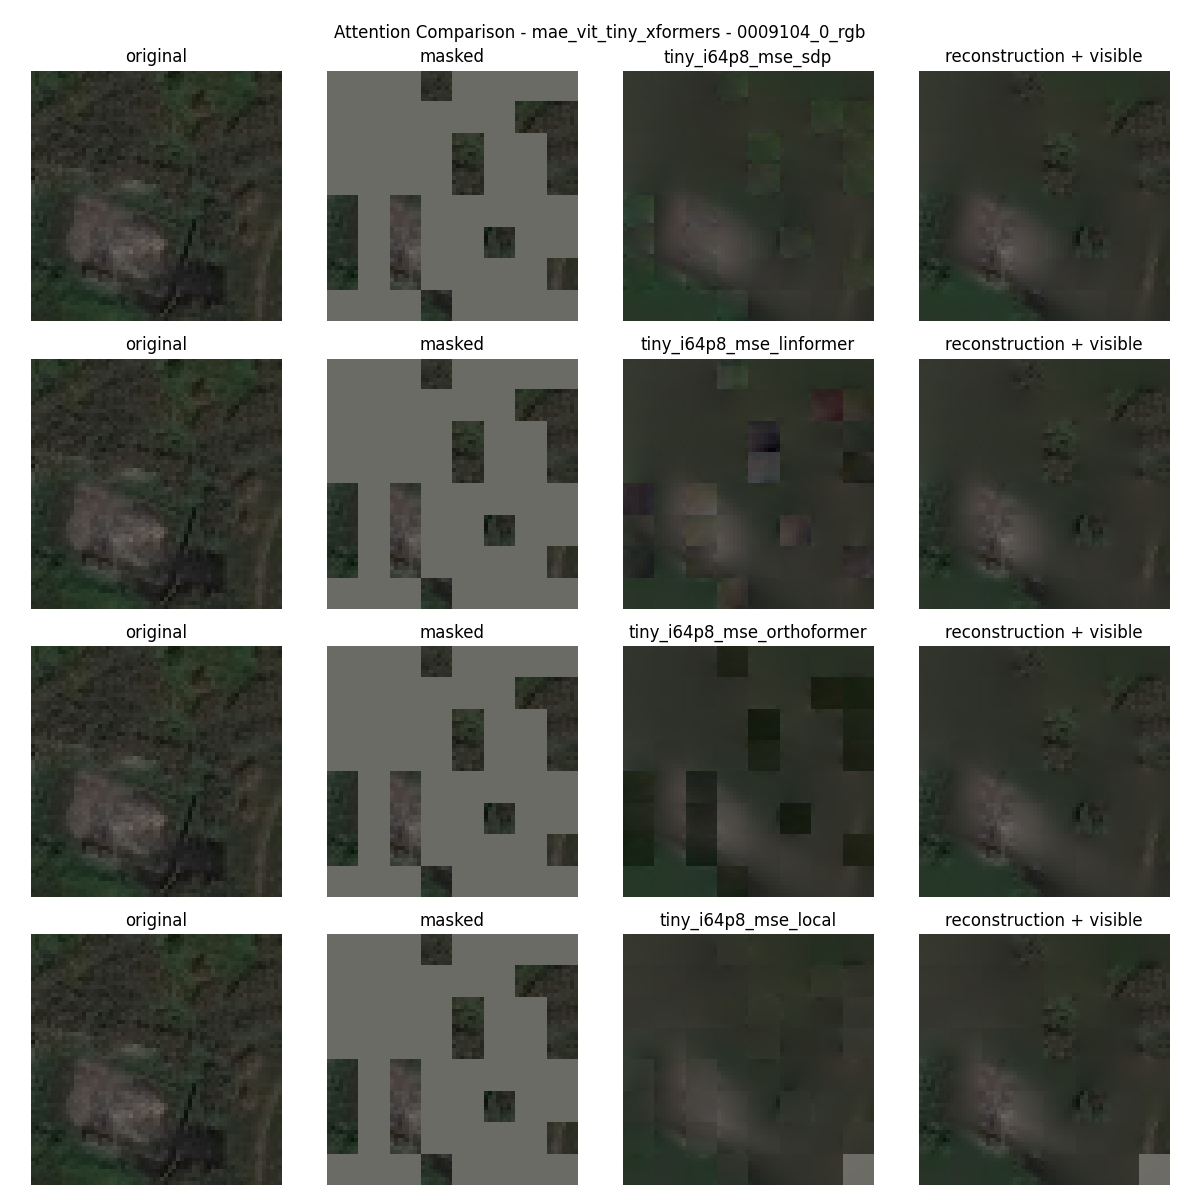 Attention Comparison - mae_vit_tiny_xformers - 0009104_0_rgb
original masked tiny_i64p8_mse_sdp reconstruction + visible
original masked tiny_i64p8_mse_linformer reconstruction + visible
original masked tiny_i64p8_mse_orthoformer reconstruction + visible
original masked tiny_i64p8_mse_local reconstruction + visible